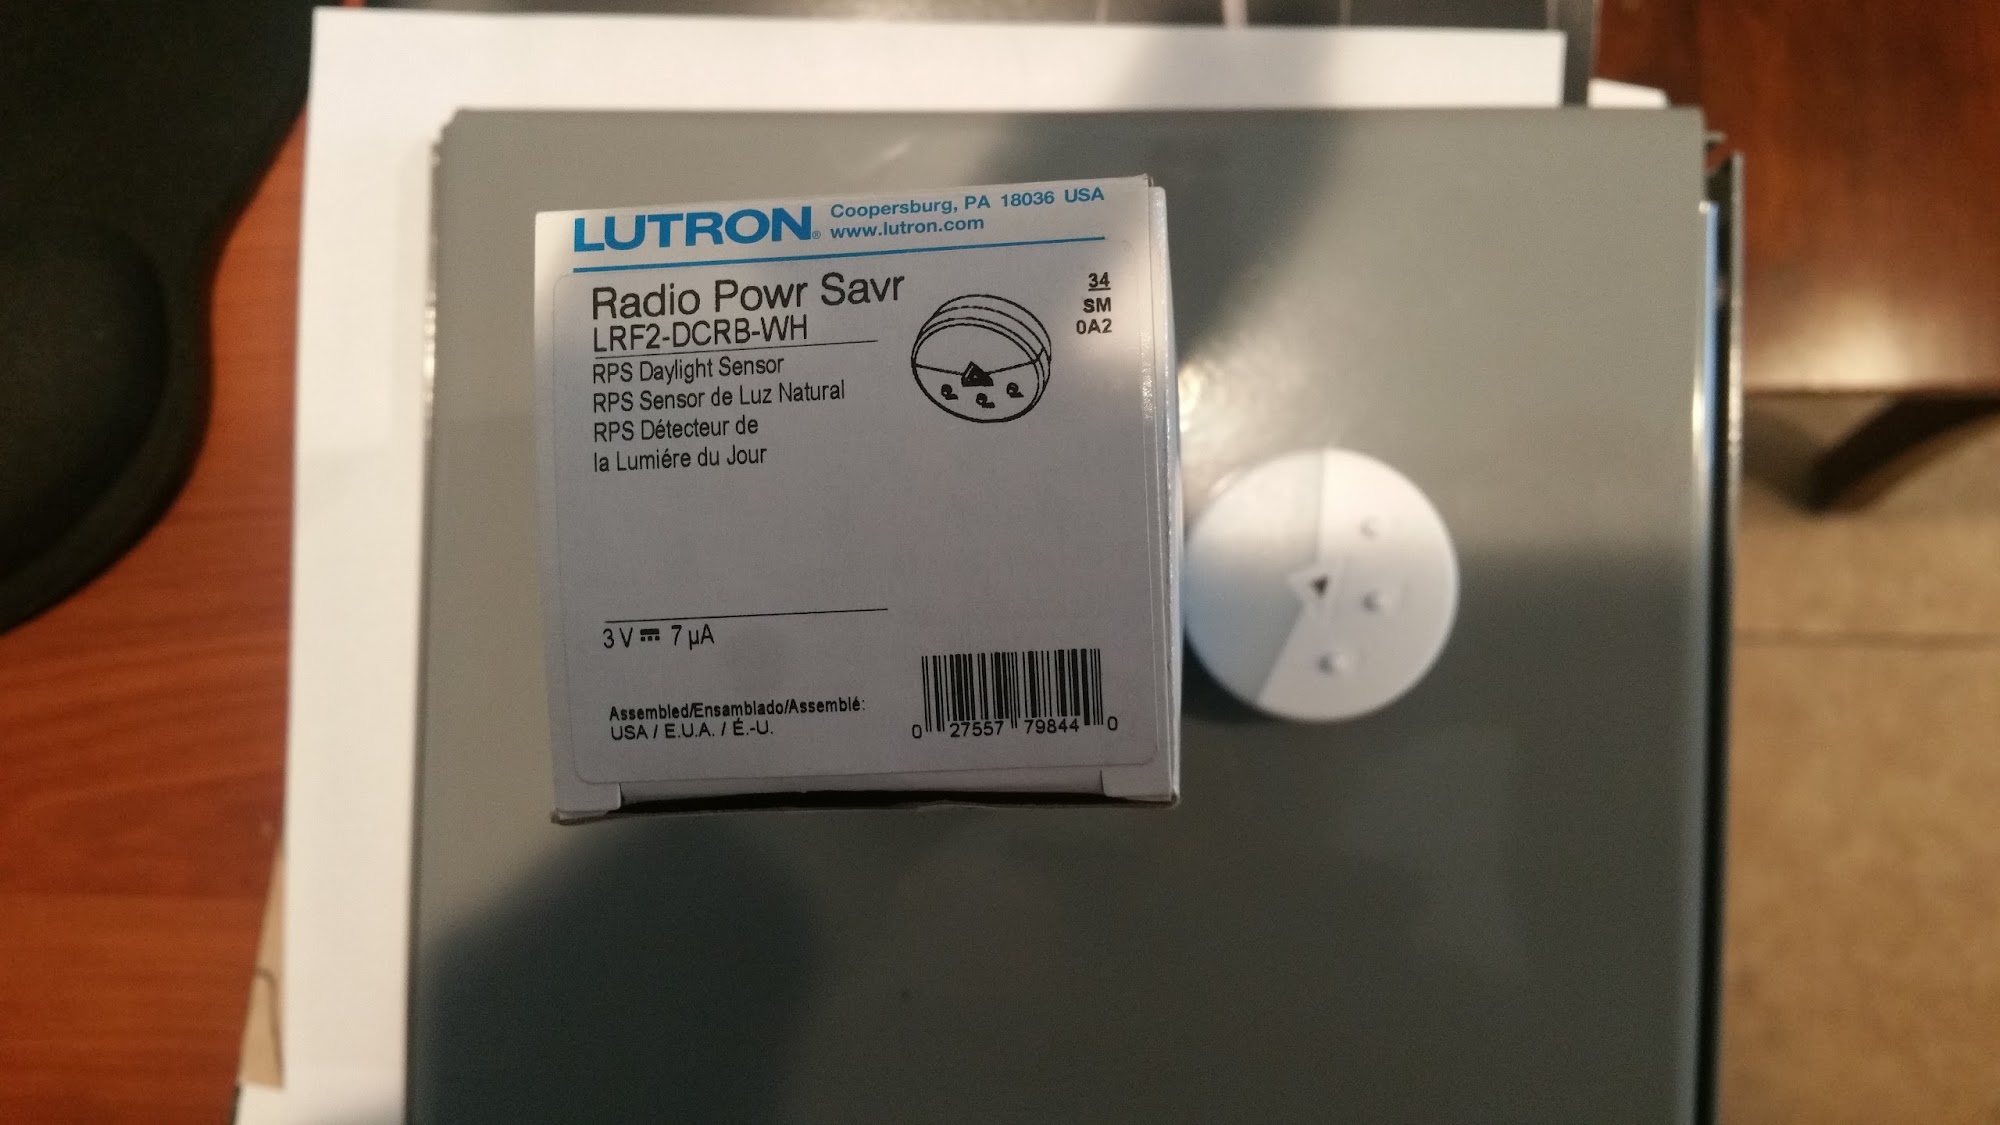 LUTRON® Coopersburg, PA 18036 USA
www.lutron.com
Radio Powr Savr
LRF2-DCRB-WH
RPS Daylight Sensor
RPS Sensor de Luz Natural
RPS Détecteur de
la Lumiére du Jour
34
SM
0A2
3 V ⎓ 7 µA
Assembled/Ensamblado/Assemblé:
USA / E.U.A. / É.-U.
0 27557 79844 0